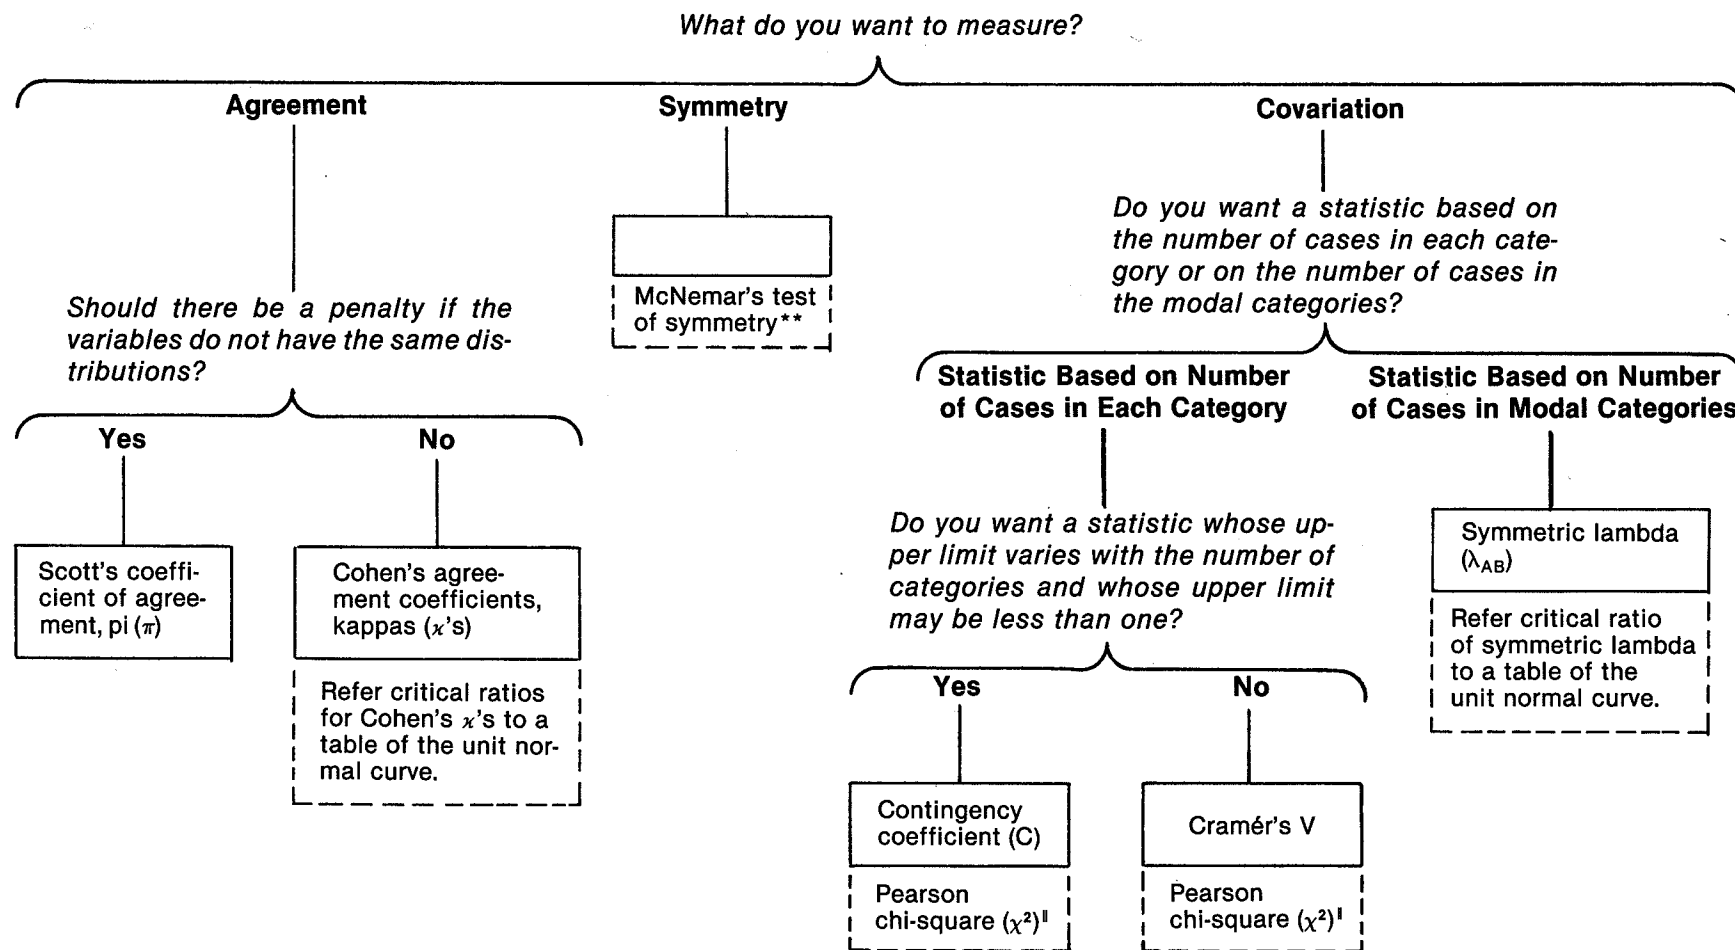 What do you want to measure?
Agreement
Symmetry
Covariation
Should there be a penalty if the
variables do not have the same dis-
tributions?
Yes
No
Scott's coeffi-
cient of agree-
ment, pi (π)
Cohen's agree-
ment coefficients,
kappas (ϰ's)
Refer critical ratios
for Cohen's ϰ's to a
table of the unit nor-
mal curve.
McNemar's test
of symmetry**
Do you want a statistic based on
the number of cases in each cate-
gory or on the number of cases in
the modal categories?
Statistic Based on Number
of Cases in Each Category
Statistic Based on Number
of Cases in Modal Categories
Do you want a statistic whose up-
per limit varies with the number of
categories and whose upper limit
may be less than one?
Yes
No
Contingency
coefficient (C)
Pearson
chi-square (χ²)‖
Cramér's V
Pearson
chi-square (χ²)‖
Symmetric lambda
(λAB)
Refer critical ratio
of symmetric lambda
to a table of the
unit normal curve.